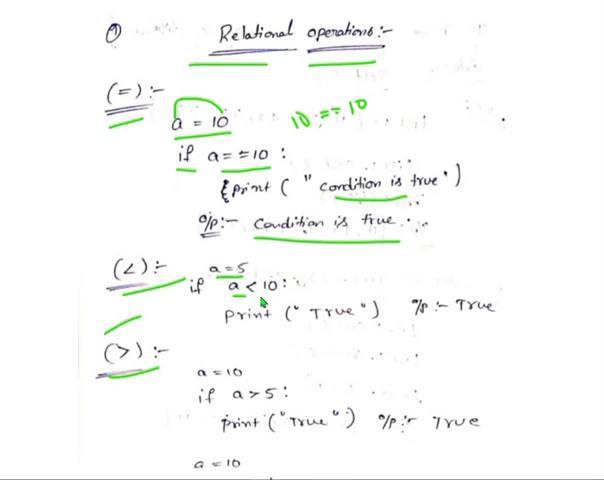 ① Relational operations:-
(=) :-
a = 10 10 == 10
if a == 10 :
{print ( " condition is true " )
o/p:- condition is true.
(<) :- a=5
if a < 10 :
print (" True ") o/p :- True
(>) :-
a = 10
if a > 5 :
print ("True") o/p :- True
a = 10